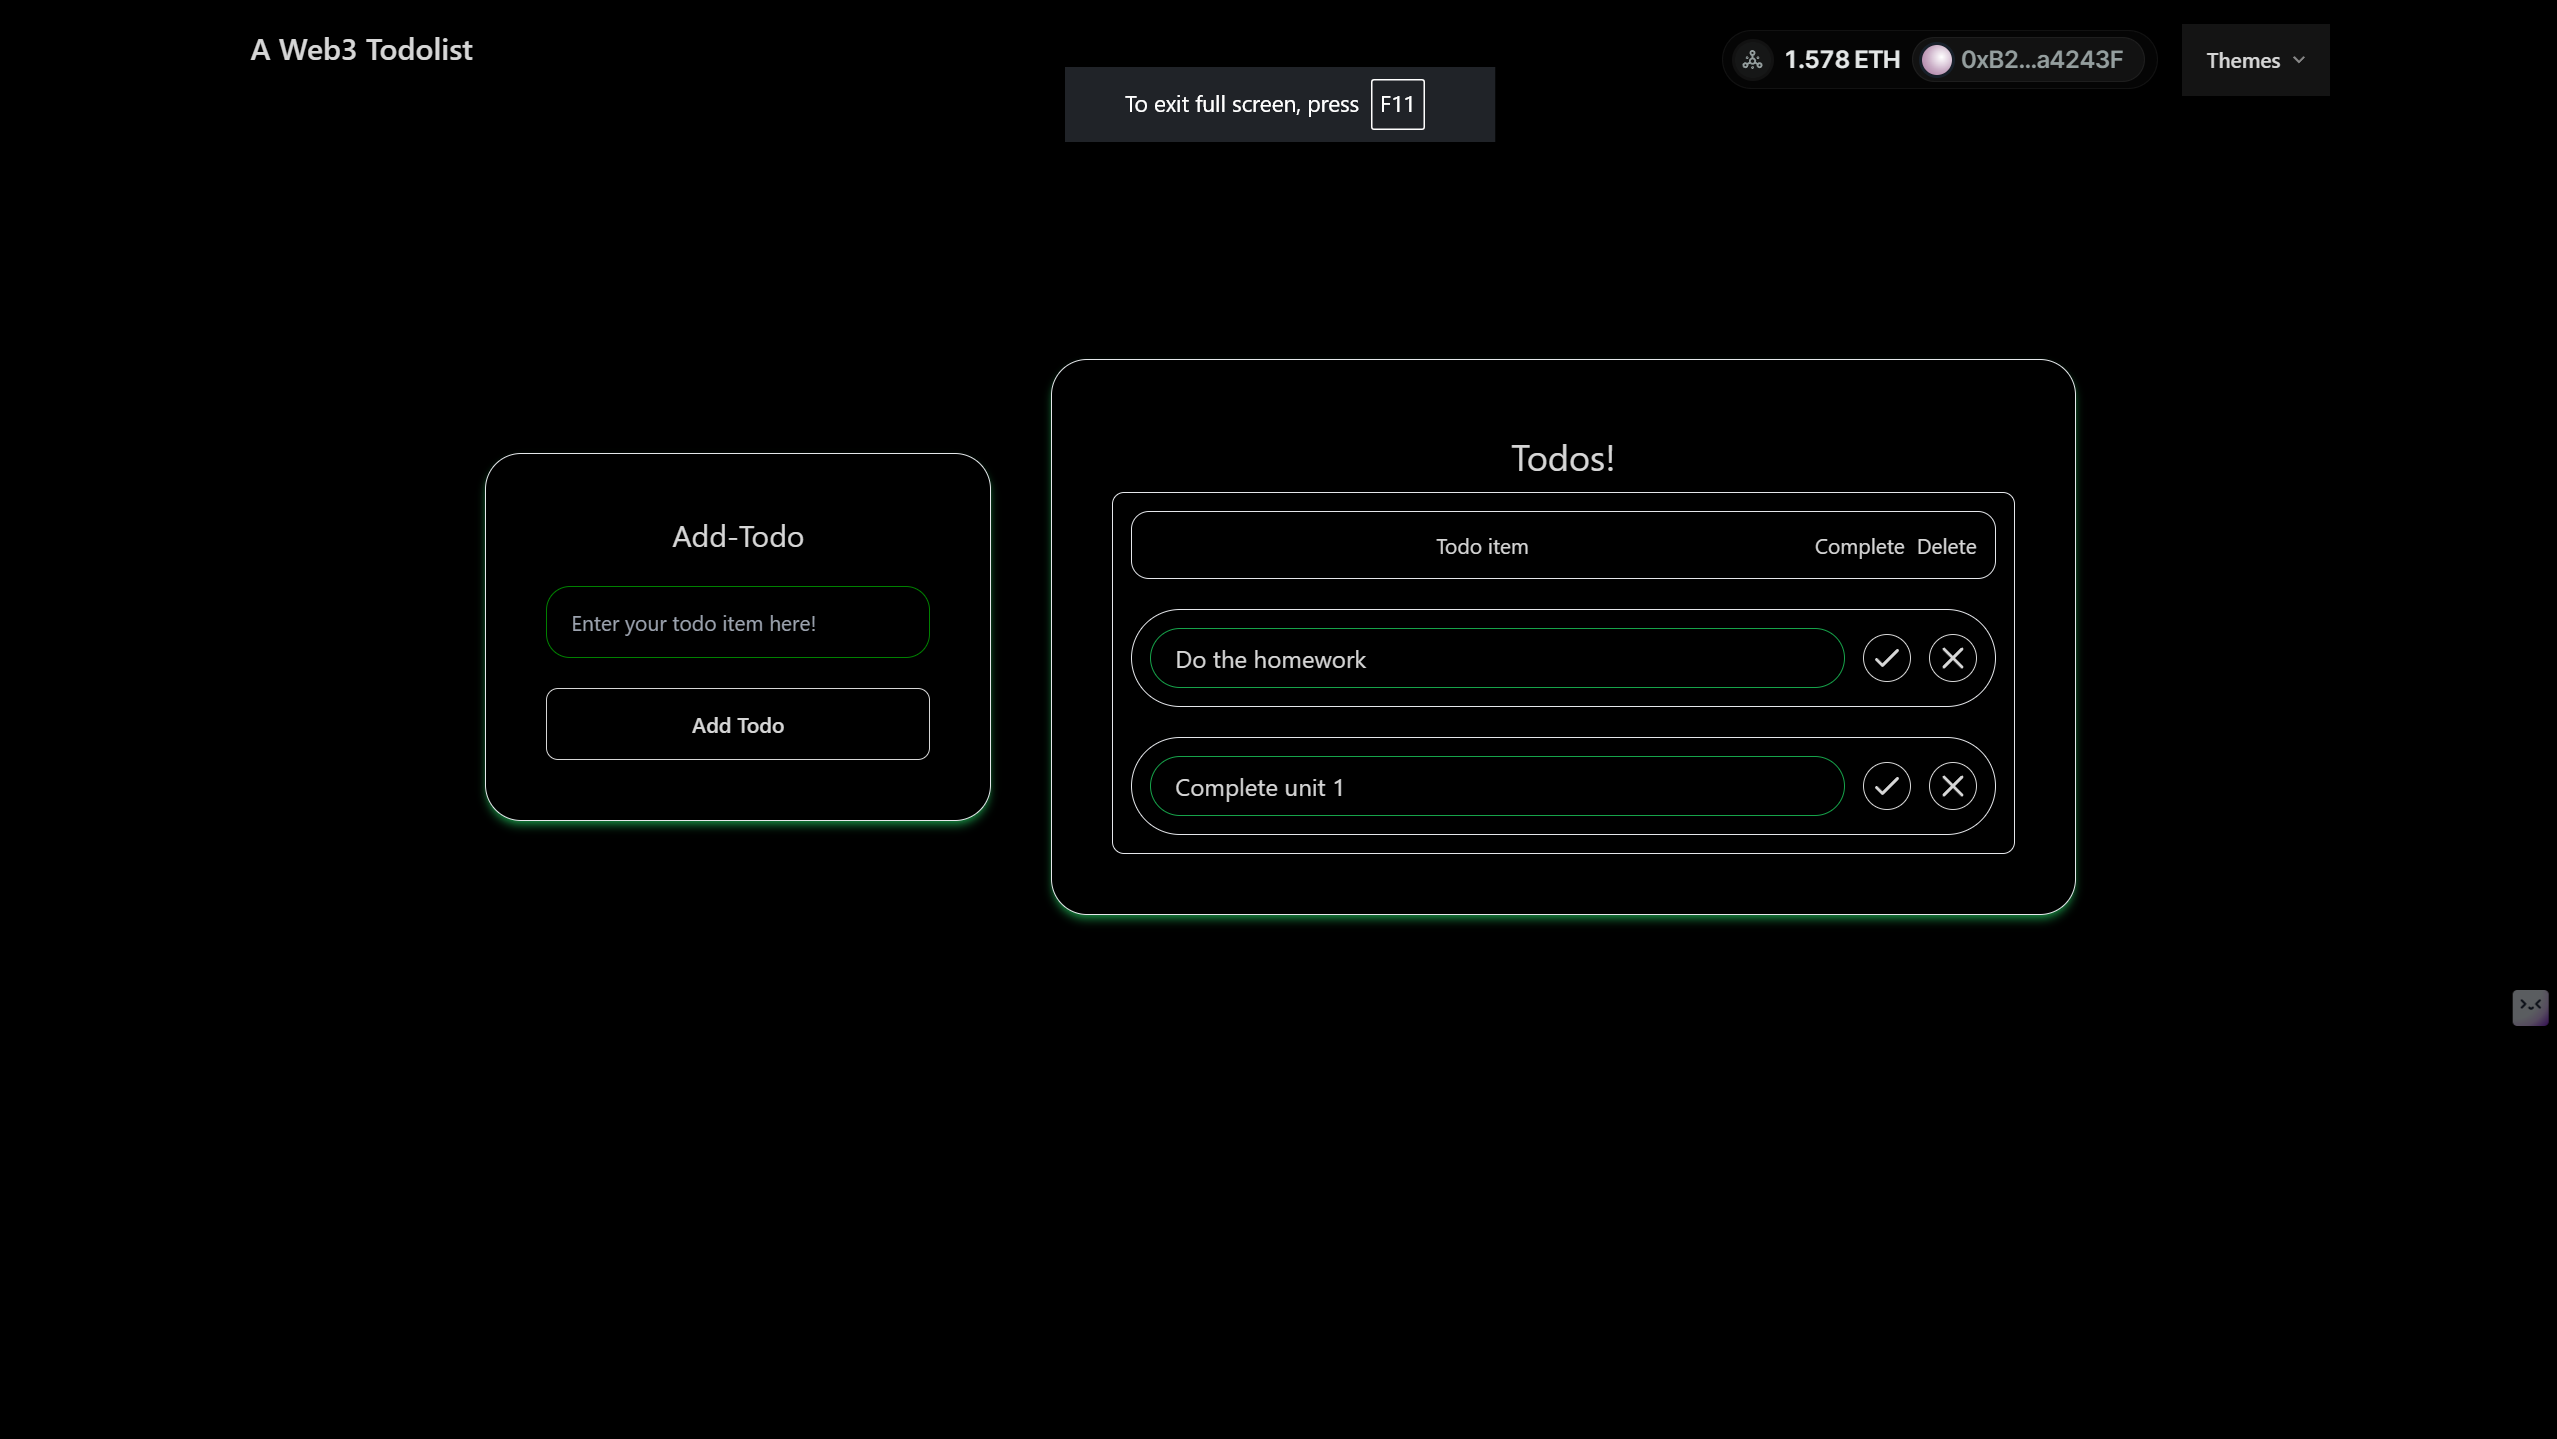 A Web3 Todolist
1.578 ETH
0xB2...a4243F
Themes
To exit full screen, press F11
Add-Todo
Enter your todo item here!
Add Todo
Todos!
Todo item Complete Delete
Do the homework
Complete unit 1